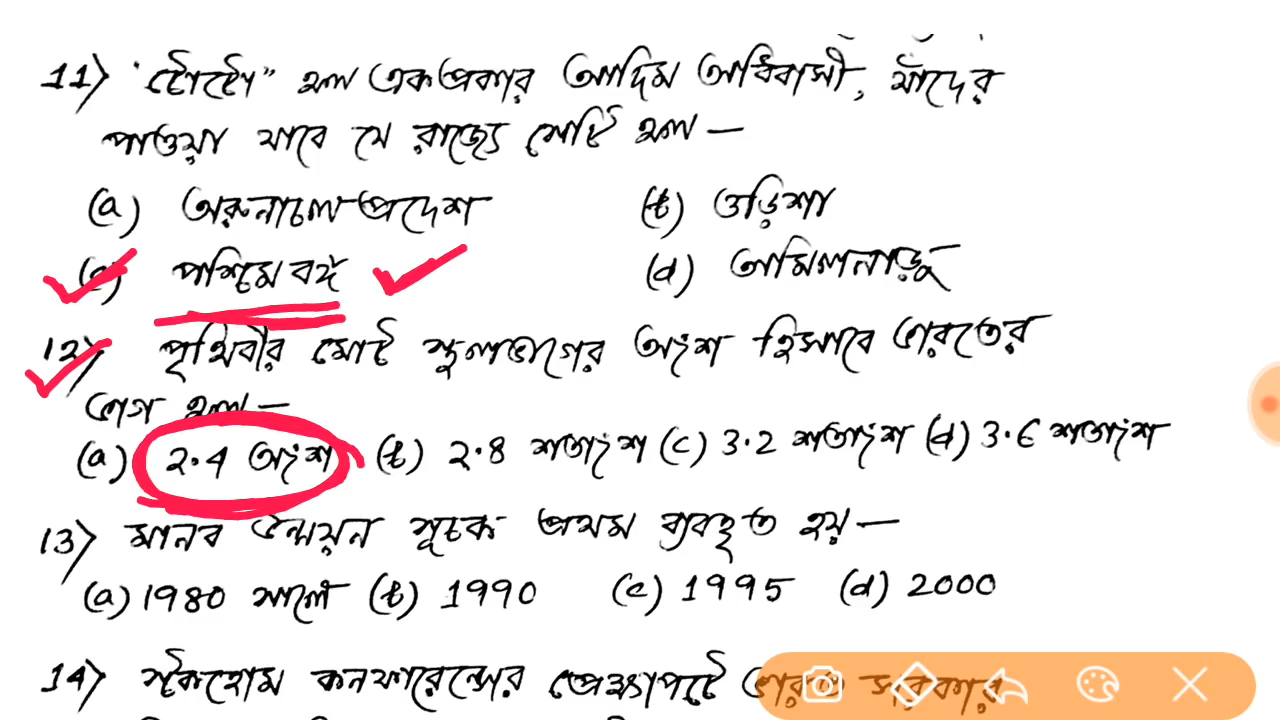 11) "টোটো" হল একপ্রকার আদিম অধিবাসী, যাঁদের
পাওয়া যাবে যে রাজ্যে সেটি হল —
(a) অরুনাচল প্রদেশ (b) ওড়িশা
(c) পশ্চিমবঙ্গ (d) তামিলনাড়ু
12) পৃথিবীর মোট স্থলভাগের অংশ হিসাবে ভারতের
ভাগ হল —
(a) 2.4 অংশ (b) 2.8 শতাংশ (c) 3.2 শতাংশ (d) 3.6 শতাংশ
13) মানব উন্নয়ন সূচক প্রথম ব্যবহৃত হয় —
(a) 1980 সালে (b) 1990 (c) 1995 (d) 2000
14) স্টকহোম কনফারেন্সের প্রেক্ষাপটে ভারত সরকার